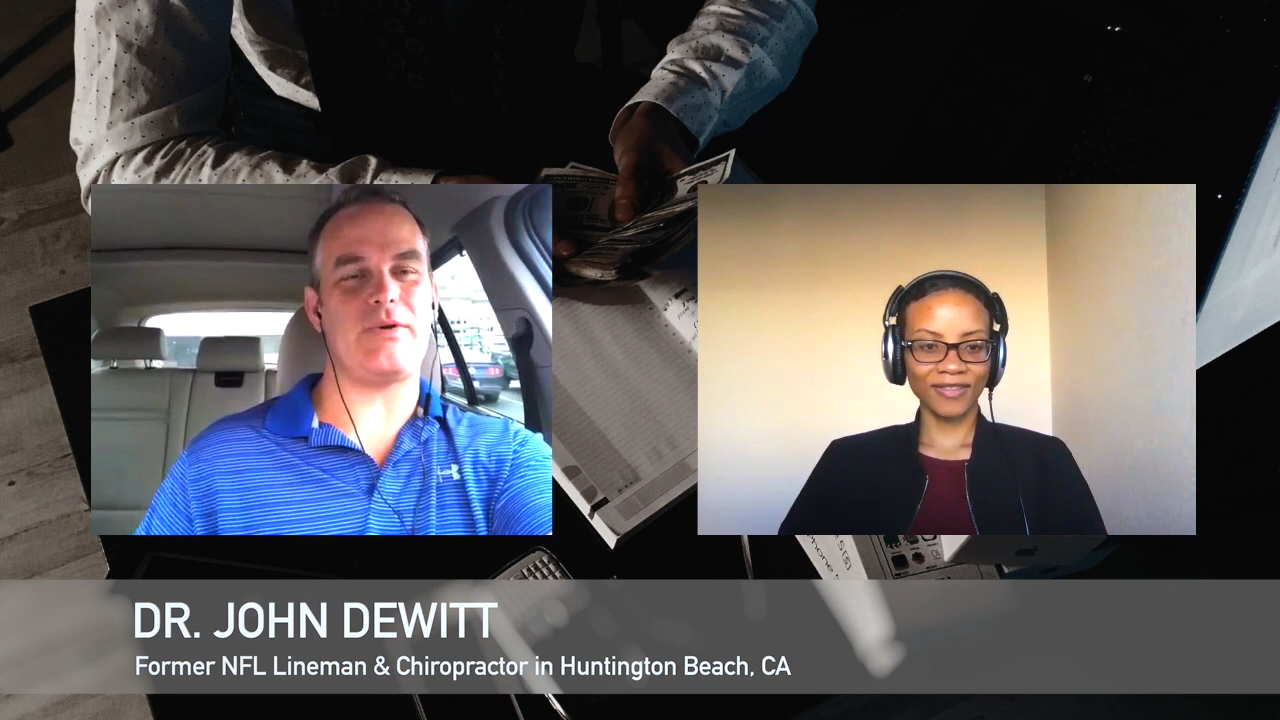 DR. JOHN DEWITT
Former NFL Lineman & Chiropractor in Huntington Beach, CA